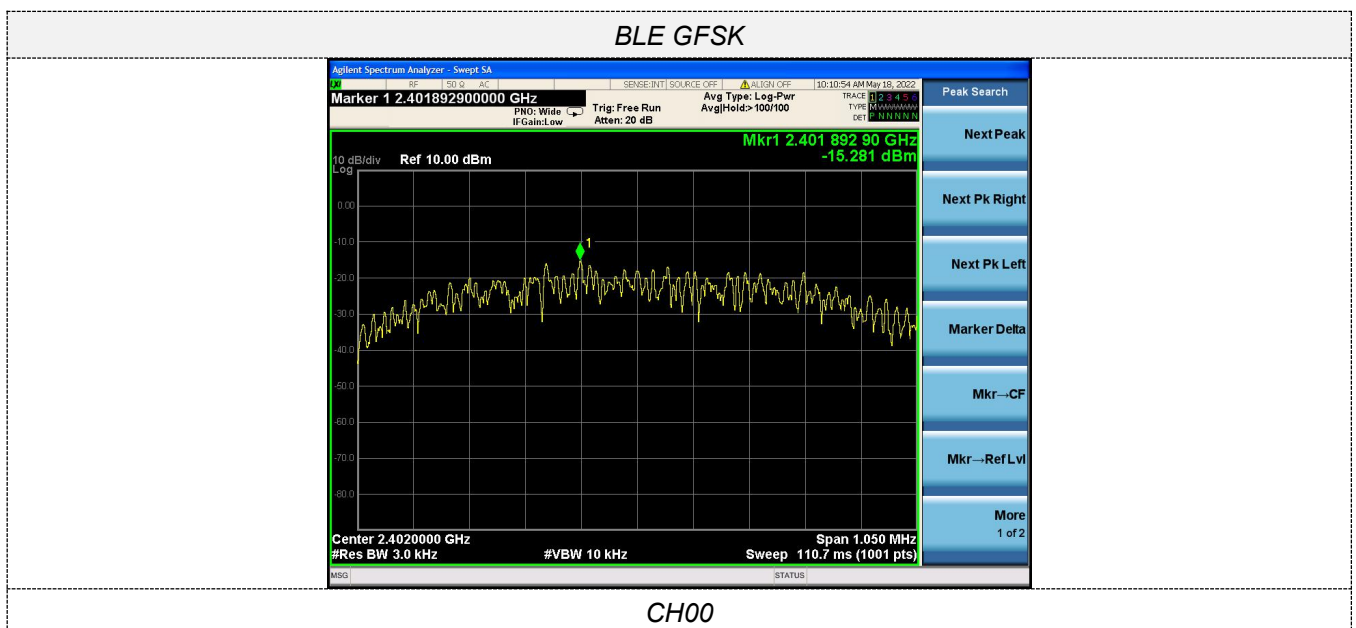 BLE GFSK
Agilent Spectrum Analyzer - Swept SA
RF 50 Ω AC SENSE:INT SOURCE OFF ALIGN OFF 10:10:54 AM May 18, 2022
Marker 1 2.401892900000 GHz
PNO: Wide
IFGain:Low
Trig: Free Run
Atten: 20 dB
Avg Type: Log-Pwr
Avg|Hold:>100/100
TRACE 1 2 3 4 5 6
TYPE M
DET P N N N N N
Mkr1 2.401 892 90 GHz
-15.281 dBm
10 dB/div Ref 10.00 dBm
Log
0.00
-10.0
-20.0
-30.0
-40.0
-50.0
-60.0
-70.0
-80.0
1
Center 2.4020000 GHz Span 1.050 MHz
#Res BW 3.0 kHz #VBW 10 kHz Sweep 110.7 ms (1001 pts)
MSG STATUS
Peak Search
Next Peak
Next Pk Right
Next Pk Left
Marker Delta
Mkr→CF
Mkr→Ref Lvl
More
1 of 2
CH00